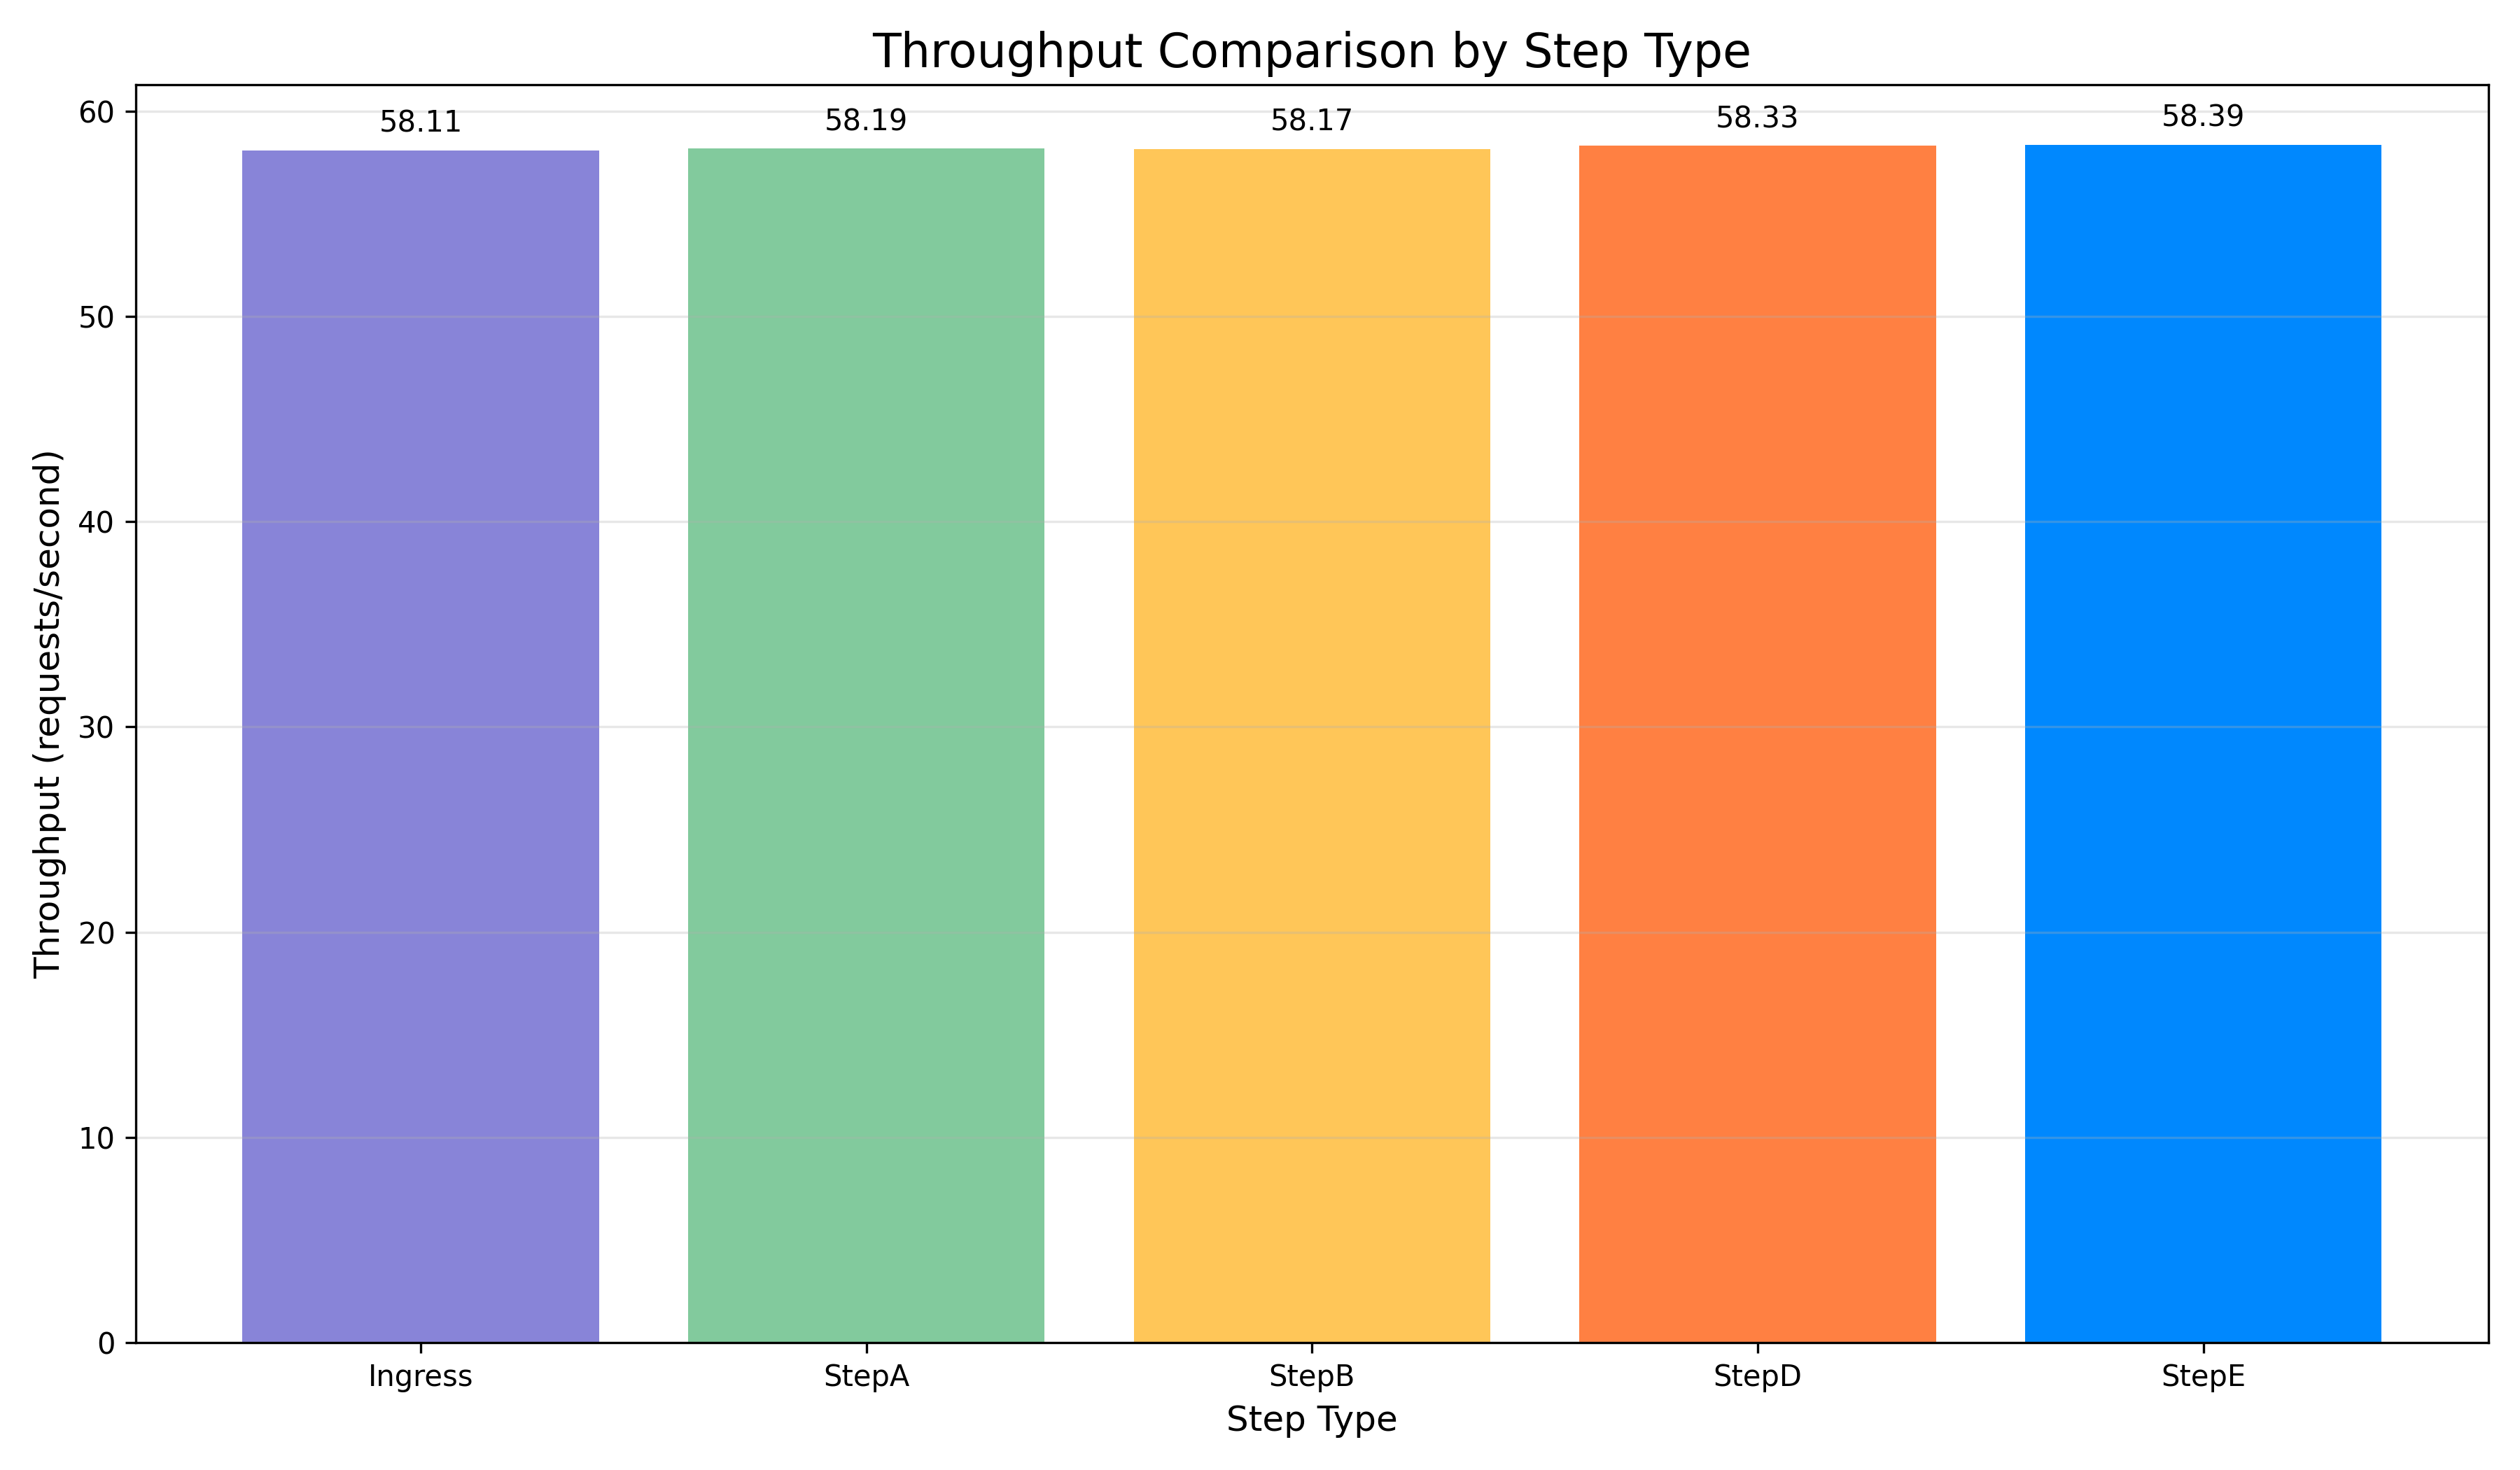 Throughput Comparison by Step Type
Throughput (requests/second)
60
50
40
30
20
10
0
58.11
58.19
58.17
58.33
58.39
Ingress
StepA
StepB
StepD
StepE
Step Type